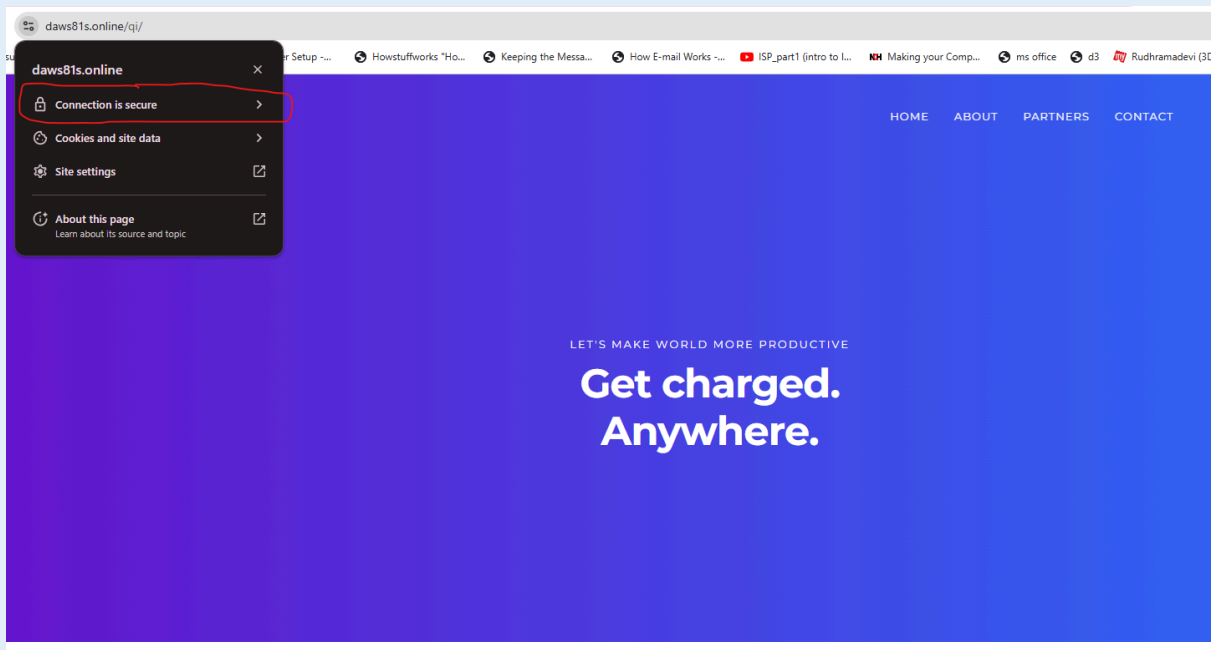 daws81s.online/qi/
er Setup -... Howstuffworks "Ho... Keeping the Messa... How E-mail Works -... ISP_part1 (intro to I... Making your Comp... ms office d3 Rudhramadevi (3D
daws81s.online
Connection is secure
Cookies and site data
Site settings
About this page
Learn about its source and topic
HOME ABOUT PARTNERS CONTACT
LET'S MAKE WORLD MORE PRODUCTIVE
Get charged.
Anywhere.